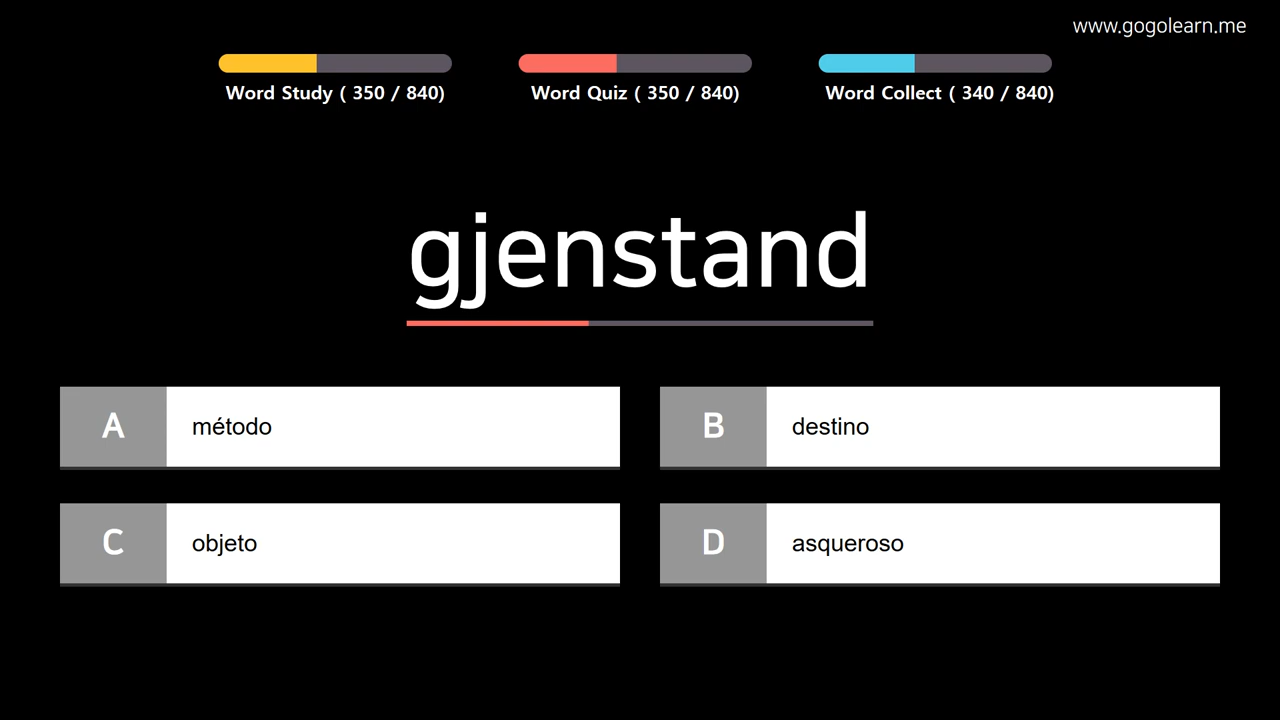 www.gogolearn.me
Word Study ( 350 / 840)
Word Quiz ( 350 / 840)
Word Collect ( 340 / 840)
gjenstand
A método
B destino
C objeto
D asqueroso